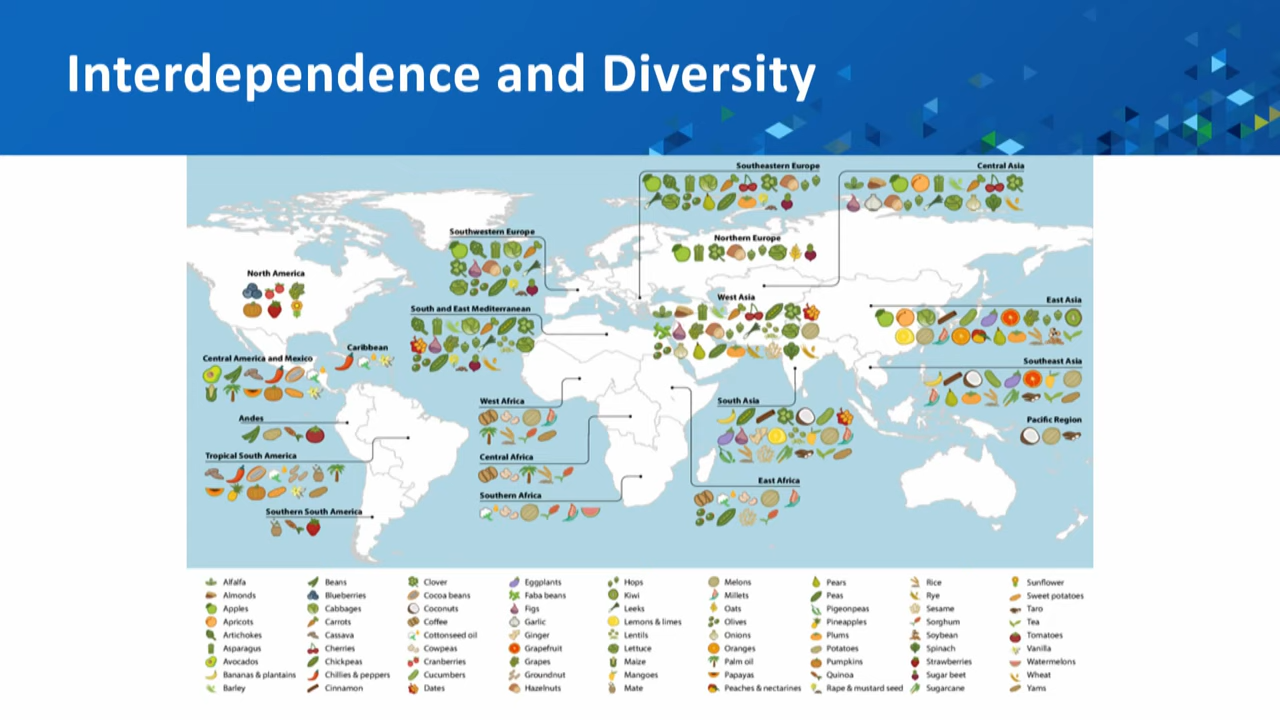 Interdependence and Diversity
Southeastern Europe
Central Asia
Southwestern Europe
Northern Europe
North America
West Asia
East Asia
South and East Mediterranean
Caribbean
Central America and Mexico
Southeast Asia
West Africa
South Asia
Andes
Pacific Region
Tropical South America
Central Africa
East Africa
Southern Africa
Southern South America
Alfalfa
Almonds
Apples
Apricots
Artichokes
Asparagus
Avocados
Bananas & plantains
Barley
Beans
Blueberries
Cabbages
Carrots
Cassava
Cherries
Chickpeas
Chillies & peppers
Cinnamon
Clover
Cocoa beans
Coconuts
Coffee
Cottonseed oil
Cowpeas
Cranberries
Cucumbers
Dates
Eggplants
Faba beans
Figs
Garlic
Ginger
Grapefruit
Grapes
Groundnut
Hazelnuts
Hops
Kiwi
Leeks
Lemons & limes
Lentils
Lettuce
Maize
Mangoes
Mate
Melons
Millets
Oats
Olives
Onions
Oranges
Palm oil
Papayas
Peaches & nectarines
Pears
Peas
Pigeonpeas
Pineapples
Plums
Potatoes
Pumpkins
Quinoa
Rape & mustard seed
Rice
Rye
Sesame
Sorghum
Soybean
Spinach
Strawberries
Sugar beet
Sugarcane
Sunflower
Sweet potatoes
Taro
Tea
Tomatoes
Vanilla
Watermelons
Wheat
Yams